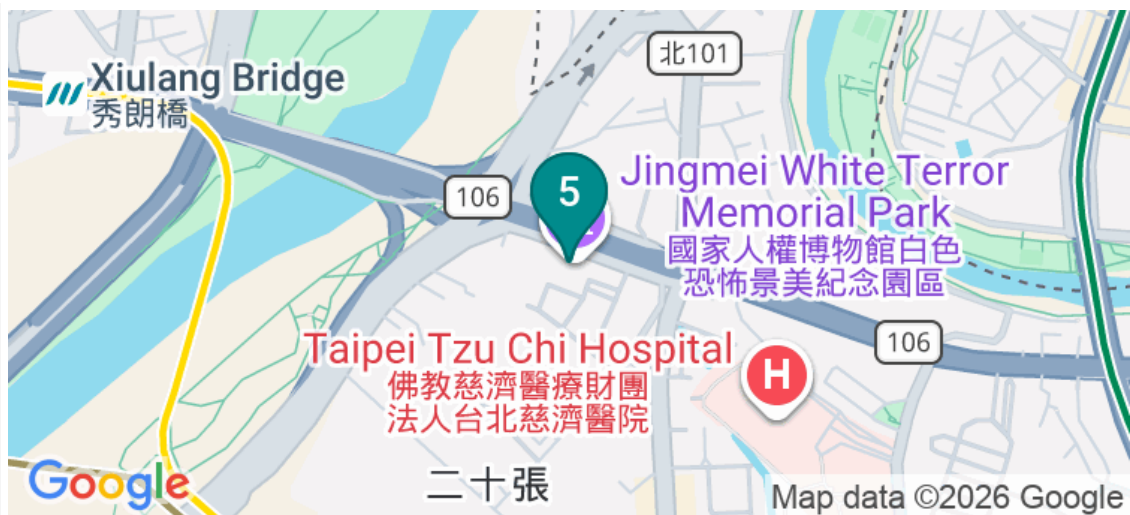 北101
Xiulang Bridge
秀朗橋
106
5
Jingmei White Terror
Memorial Park
國家人權博物館白色
恐怖景美紀念園區
106
Taipei Tzu Chi Hospital
佛教慈濟醫療財團
法人台北慈濟醫院
H
二十張
Google
Map data ©2026 Google